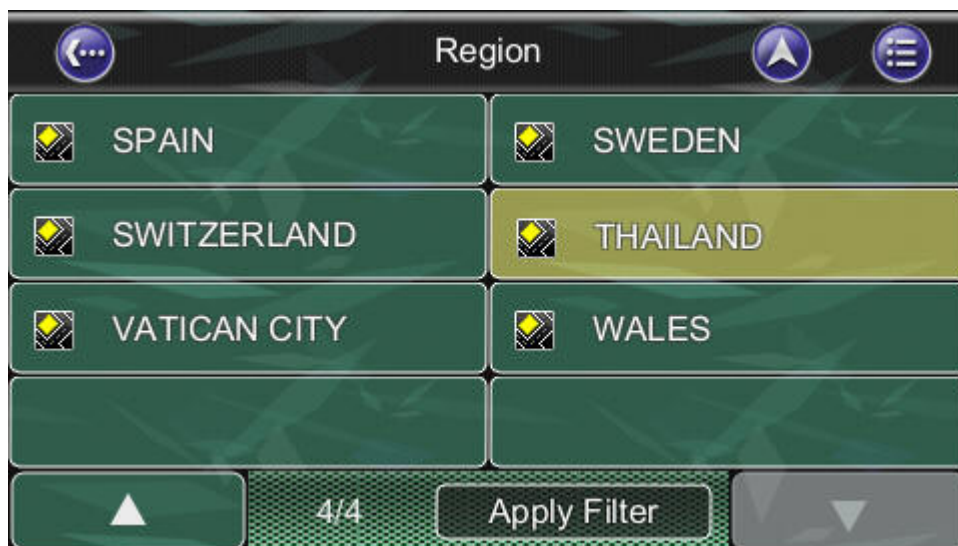 Region
SPAIN
SWEDEN
SWITZERLAND
THAILAND
VATICAN CITY
WALES
4/4
Apply Filter